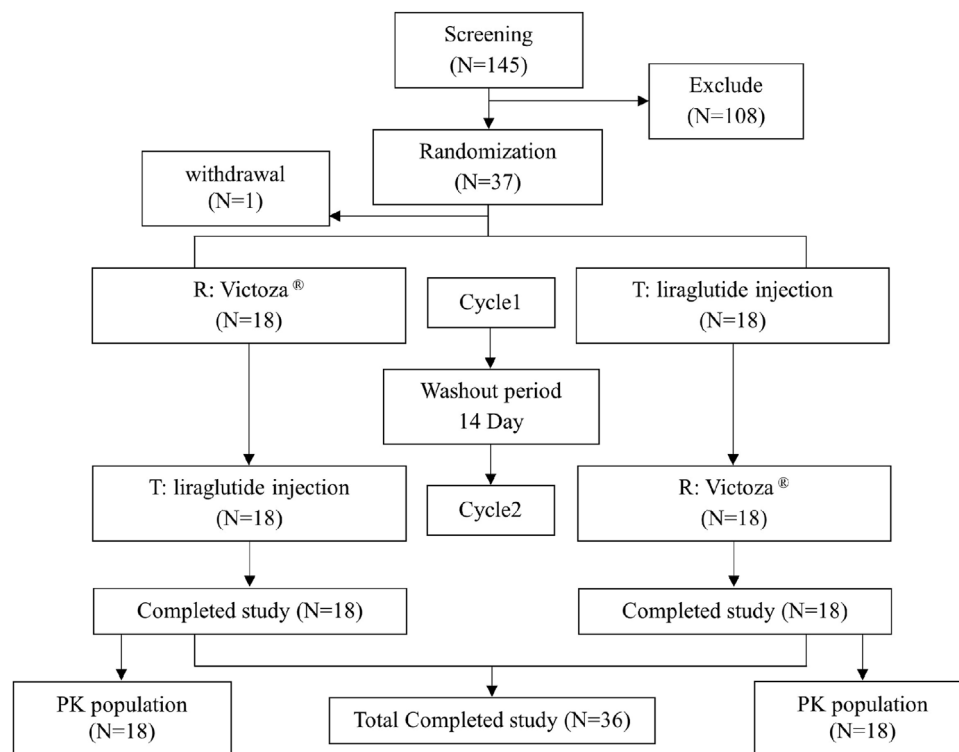 Screening
(N=145)
Exclude
(N=108)
Randomization
(N=37)
withdrawal
(N=1)
R: Victoza ®
(N=18)
Cycle1
T: liraglutide injection
(N=18)
Washout period
14 Day
T: liraglutide injection
(N=18)
Cycle2
R: Victoza ®
(N=18)
Completed study (N=18)
Completed study (N=18)
PK population
(N=18)
Total Completed study (N=36)
PK population
(N=18)